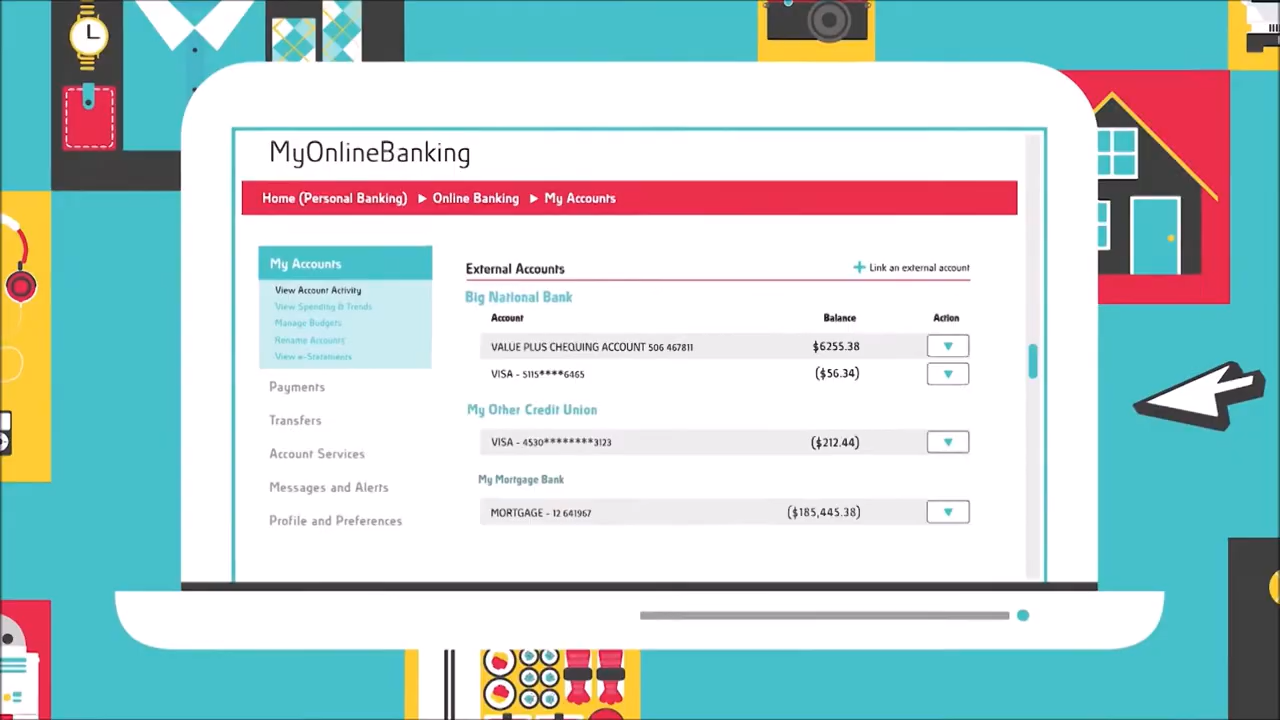 MyOnlineBanking
Home (Personal Banking) ▶ Online Banking ▶ My Accounts
My Accounts
View Account Activity
View Spending & Trends
Manage Budgets
Rename Accounts
View e-Statements
Payments
Transfers
Account Services
Messages and Alerts
Profile and Preferences
External Accounts + Link an external account
Big National Bank
Account Balance Action
VALUE PLUS CHEQUING ACCOUNT 506 467811 $6255.38
VISA - 5115****6465 ($56.34)
My Other Credit Union
VISA - 4530********3123 ($212.44)
My Mortgage Bank
MORTGAGE - 12 641967 ($185,445.38)